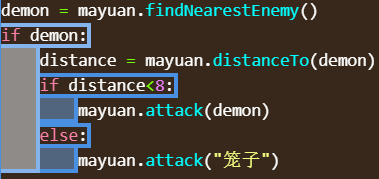 demon = mayuan.findNearestEnemy()
if demon:
    distance = mayuan.distanceTo(demon)
    if distance<8:
        mayuan.attack(demon)
    else:
        mayuan.attack("笼子")